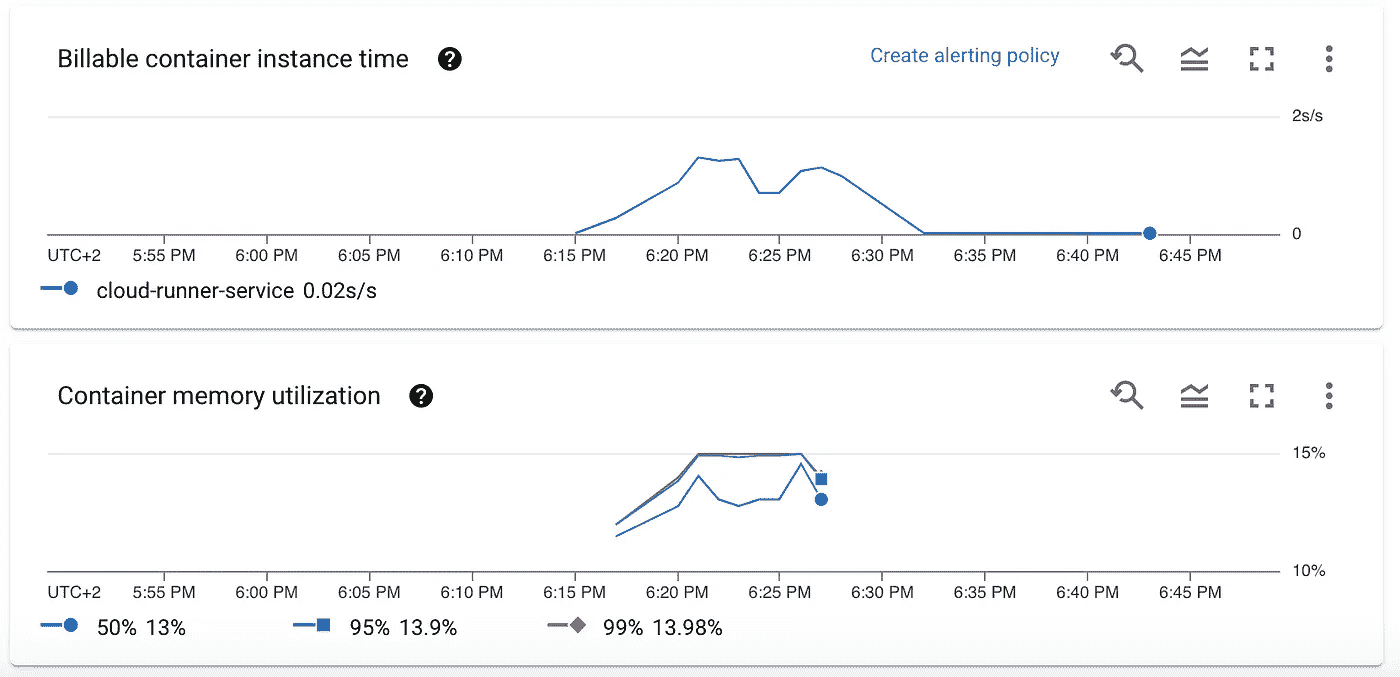 Billable container instance time ? Create alerting policy
2s/s
0
UTC+2 5:55 PM 6:00 PM 6:05 PM 6:10 PM 6:15 PM 6:20 PM 6:25 PM 6:30 PM 6:35 PM 6:40 PM 6:45 PM
cloud-runner-service 0.02s/s
Container memory utilization ?
15%
10%
UTC+2 5:55 PM 6:00 PM 6:05 PM 6:10 PM 6:15 PM 6:20 PM 6:25 PM 6:30 PM 6:35 PM 6:40 PM 6:45 PM
50% 13% 95% 13.9% 99% 13.98%